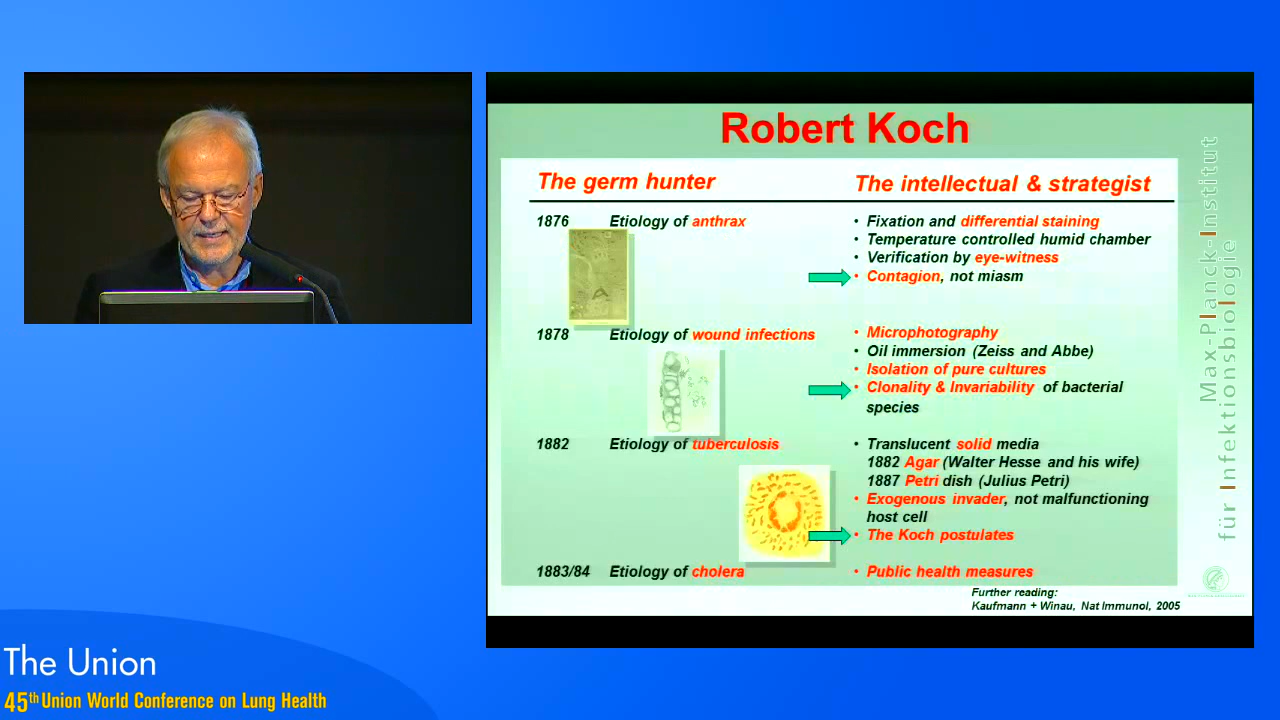 Robert Koch
The germ hunter
The intellectual & strategist
1876 Etiology of anthrax
• Fixation and differential staining
• Temperature controlled humid chamber
• Verification by eye-witness
• Contagion, not miasm
1878 Etiology of wound infections
• Microphotography
• Oil immersion (Zeiss and Abbe)
• Isolation of pure cultures
• Clonality & Invariability of bacterial
species
1882 Etiology of tuberculosis
• Translucent solid media
1882 Agar (Walter Hesse and his wife)
1887 Petri dish (Julius Petri)
• Exogenous invader, not malfunctioning
host cell
• The Koch postulates
1883/84 Etiology of cholera
• Public health measures
Further reading:
Kaufmann + Winau, Nat Immunol, 2005
Max-Planck-Institut
für Infektionsbiologie
The Union
45th Union World Conference on Lung Health